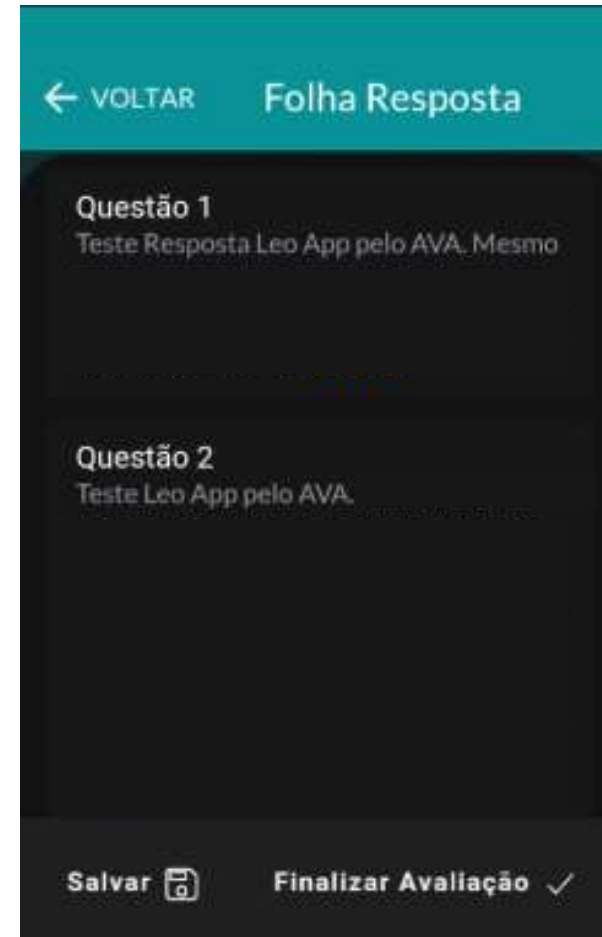 VOLTAR Folha Resposta
Questão 1
Teste Resposta Leo App pelo AVA. Mesmo
Questão 2
Teste Leo App pelo AVA.
Salvar Finalizar Avaliação